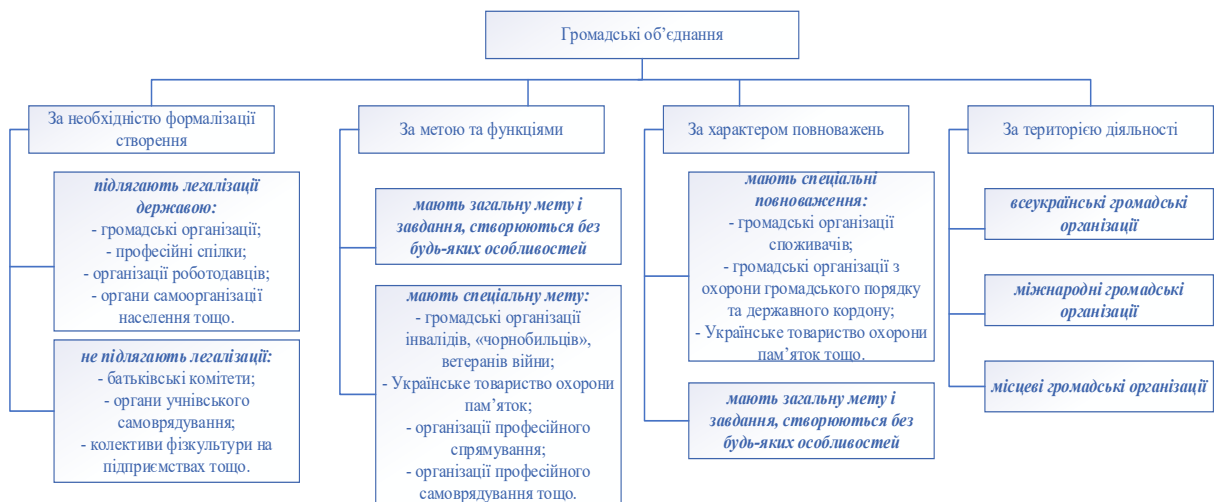 Громадські об’єднання
За необхідністю формалізації
створення
підлягають легалізації
державою:
- громадські організації;
- професійні спілки;
- організації роботодавців;
- органи самоорганізації
населення тощо.
не підлягають легалізації:
- батьківські комітети;
- органи учнівського
самоврядування;
- колективи фізкультури на
підприємствах тощо.
За метою та функціями
мають загальну мету і
завдання, створюються без
будь-яких особливостей
мають спеціальну мету:
- громадські організації
інвалідів, «чорнобильців»,
ветеранів війни;
- Українське товариство охорони
пам’яток;
- організації професійного
спрямування;
- організації професійного
самоврядування тощо.
За характером повноважень
мають спеціальні
повноваження:
- громадські організації
споживачів;
- громадські організації з
охорони громадського порядку
та державного кордону;
- Українське товариство охорони
пам’яток тощо.
мають загальну мету і
завдання, створюються без
будь-яких особливостей
За територією діяльності
всеукраїнські громадські
організації
міжнародні громадські
організації
місцеві громадські організації